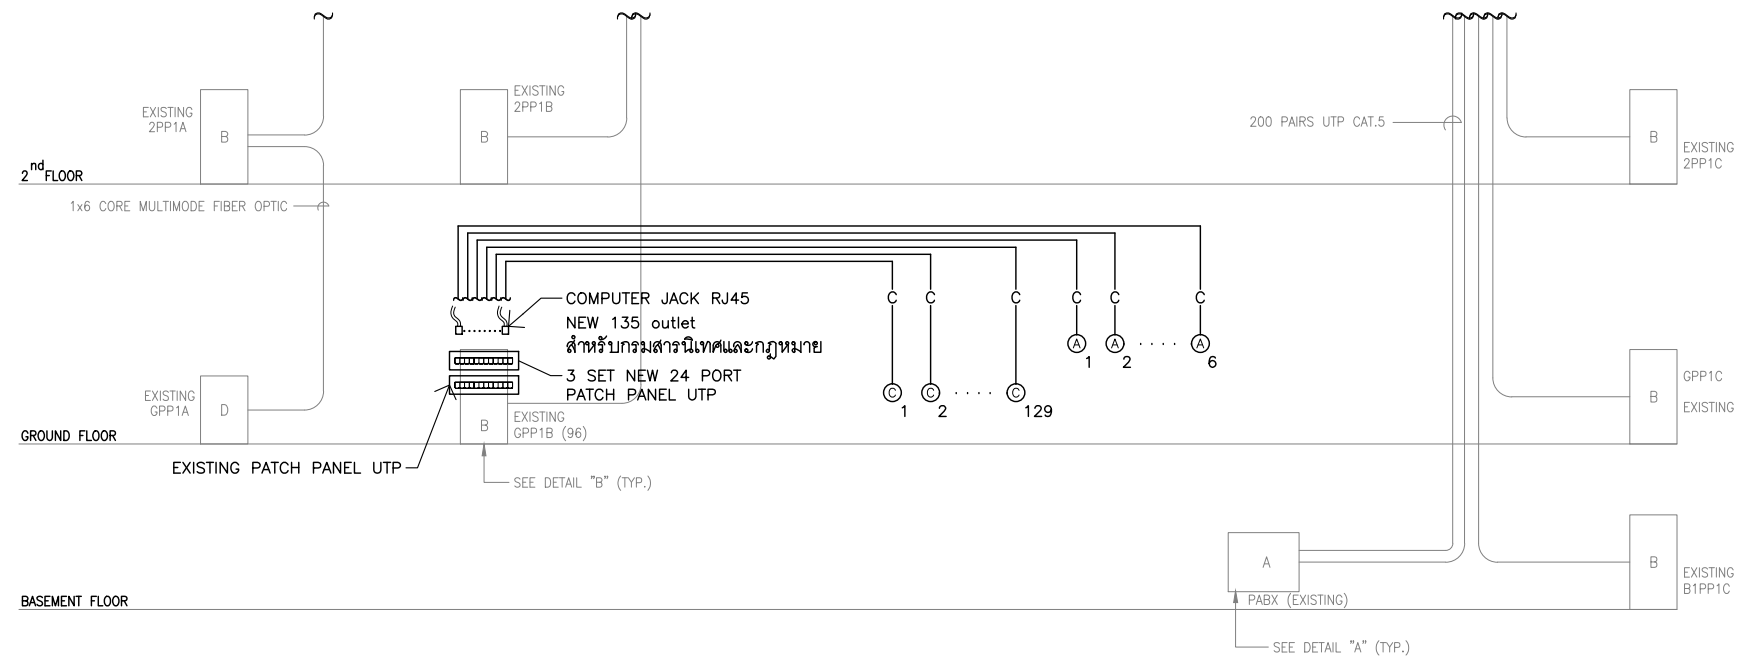 EXISTING
2PP1A
B
EXISTING
2PP1B
B
200 PAIRS UTP CAT.5
B
EXISTING
2PP1C
2nd FLOOR
1x6 CORE MULTIMODE FIBER OPTIC
COMPUTER JACK RJ45
NEW 135 outlet
สำหรับกรมสารนิเทศและกฎหมาย
3 SET NEW 24 PORT
PATCH PANEL UTP
C
C
C
C
C
C
A
1
A
2
· · · ·
A
6
C
1
C
2
· · · ·
C
129
EXISTING
GPP1A
D
B
EXISTING
GPP1B (96)
GPP1C
EXISTING
B
GROUND FLOOR
EXISTING PATCH PANEL UTP
SEE DETAIL "B" (TYP.)
A
PABX (EXISTING)
B
EXISTING
B1PP1C
BASEMENT FLOOR
SEE DETAIL "A" (TYP.)